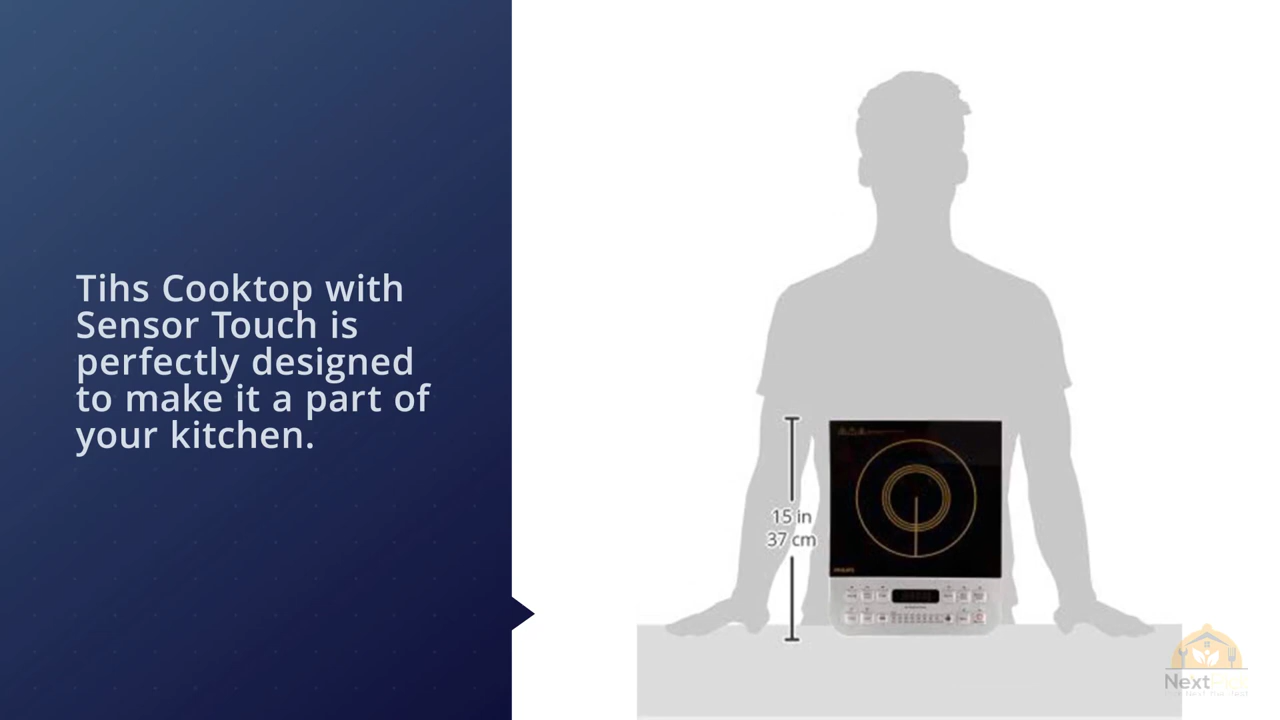 Tihs Cooktop with
Sensor Touch is
perfectly designed
to make it a part of
your kitchen.
15 in
37 cm
PHILIPS
Next